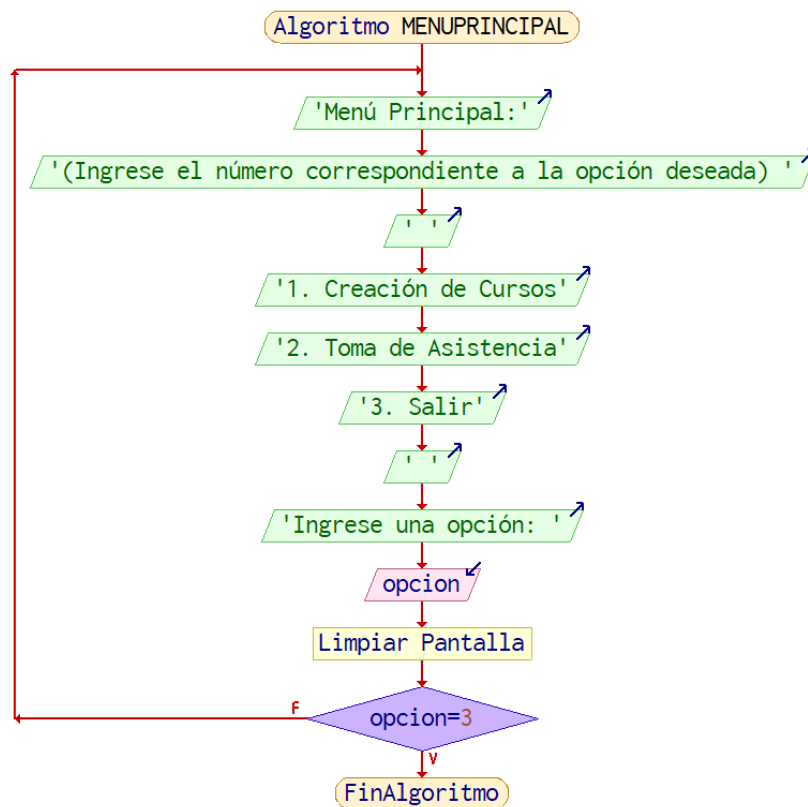 Algoritmo MENUPRINCIPAL
'Menú Principal:'
'(Ingrese el número correspondiente a la opción deseada) '
' '
'1. Creación de Cursos'
'2. Toma de Asistencia'
'3. Salir'
' '
'Ingrese una opción: '
opcion
Limpiar Pantalla
F
opcion=3
V
FinAlgoritmo